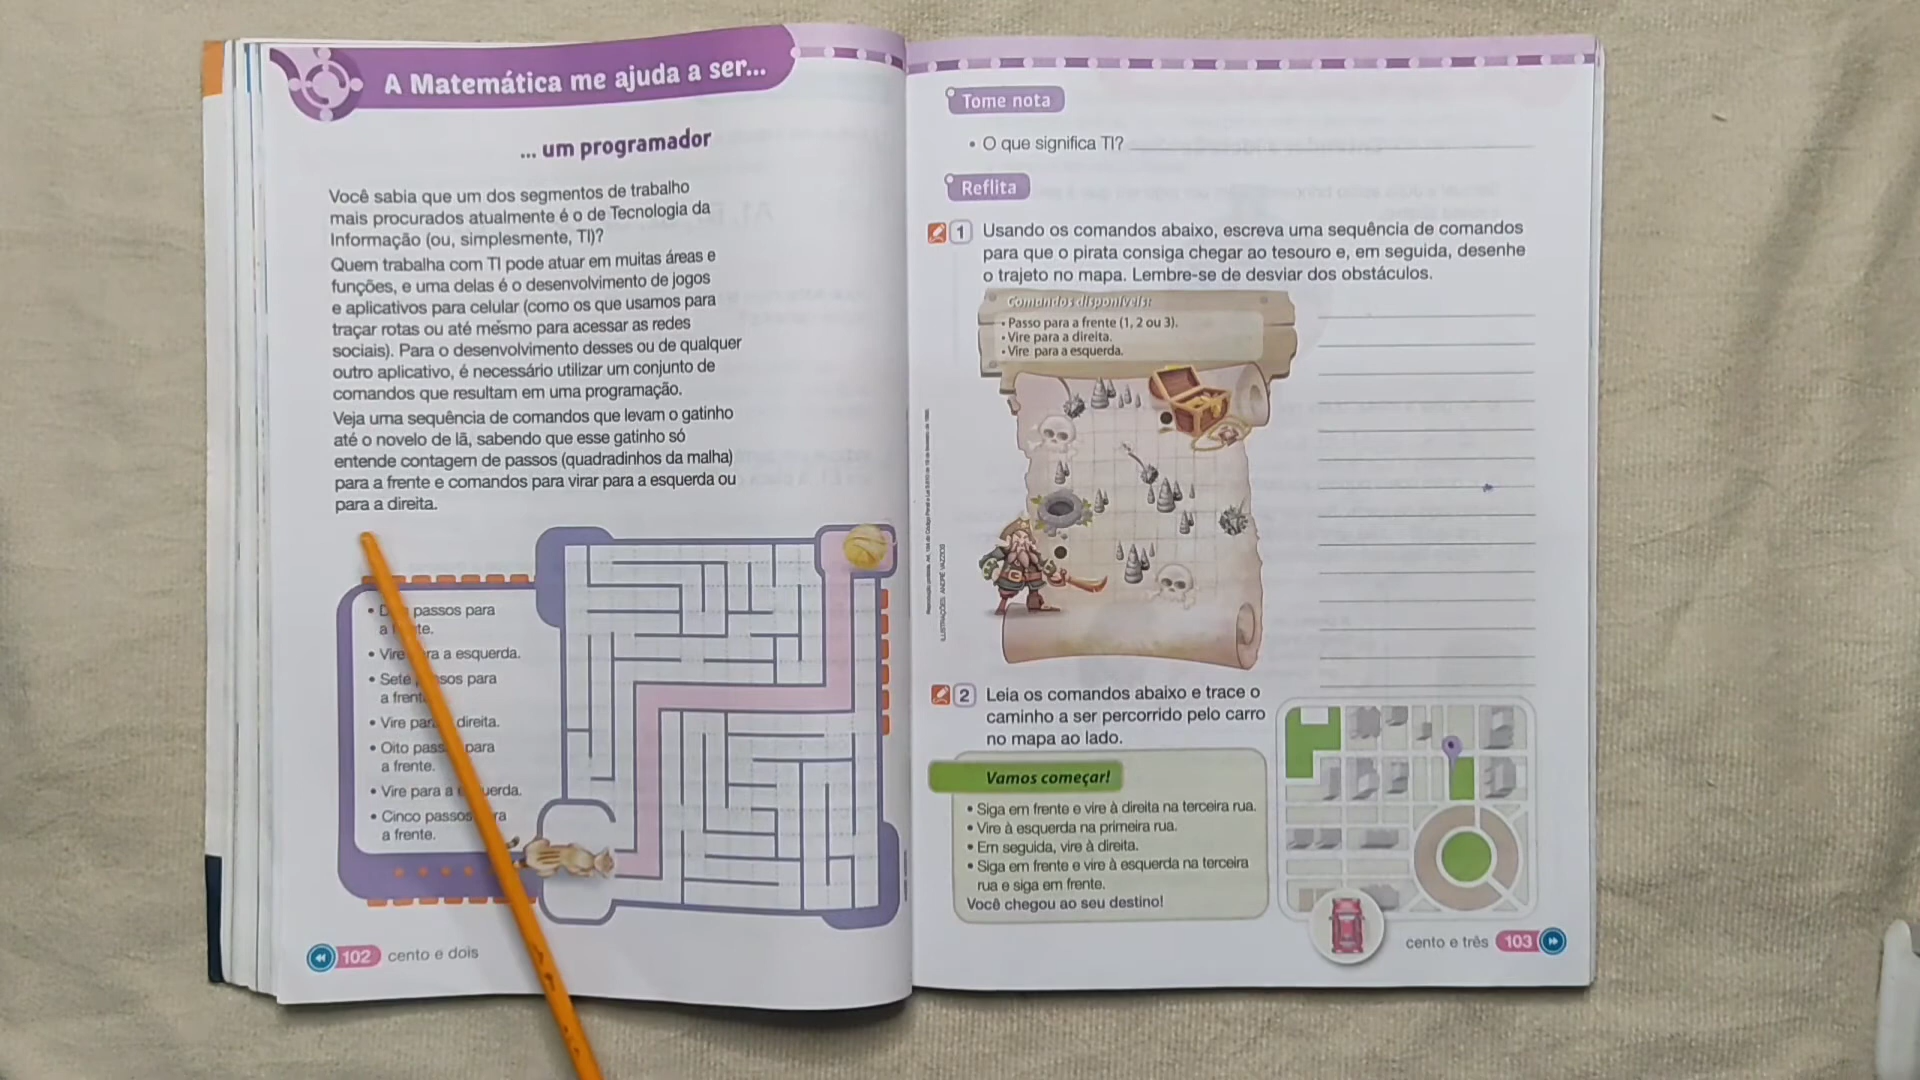 A Matemática me ajuda a ser...
... um programador
Você sabia que um dos segmentos de trabalho
mais procurados atualmente é o de Tecnologia da
Informação (ou, simplesmente, TI)?
Quem trabalha com TI pode atuar em muitas áreas e
funções, e uma delas é o desenvolvimento de jogos
e aplicativos para celular (como os que usamos para
traçar rotas ou até mesmo para acessar as redes
sociais). Para o desenvolvimento desses ou de qualquer
outro aplicativo, é necessário utilizar um conjunto de
comandos que resultam em uma programação.
Veja uma sequência de comandos que levam o gatinho
até o novelo de lã, sabendo que esse gatinho só
entende contagem de passos (quadradinhos da malha)
para a frente e comandos para virar para a esquerda ou
para a direita.
• passos para
a
• Vire a esquerda.
• Sete para
a
• Vire direita.
• Oito para
a frente.
• Vire para a
• Cinco passos
a frente.
102 cento e dois
Tome nota
• O que significa TI?
Reflita
1 Usando os comandos abaixo, escreva uma sequência de comandos
para que o pirata consiga chegar ao tesouro e, em seguida, desenhe
o trajeto no mapa. Lembre-se de desviar dos obstáculos.
Comandos disponíveis:
• Passo para a frente (1, 2 ou 3).
• Vire para a direita.
• Vire para a esquerda.
ILUSTRAÇÕES: ANDRÉ
2 Leia os comandos abaixo e trace o
caminho a ser percorrido pelo carro
no mapa ao lado.
Vamos começar!
• Siga em frente e vire à direita na terceira rua.
• Vire à esquerda na primeira rua.
• Em seguida, vire à direita.
• Siga em frente e vire à esquerda na terceira
rua e siga em frente.
Você chegou ao seu destino!
cento e três 103